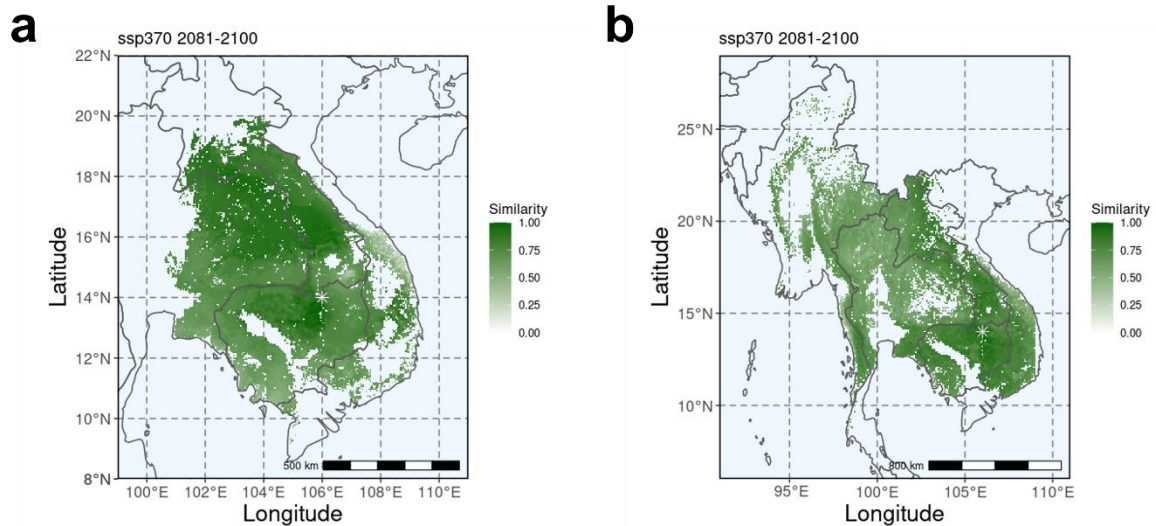 a
ssp370 2081-2100
22°N
20°N
18°N
16°N
14°N
12°N
10°N
8°N
Latitude
100°E 102°E 104°E 106°E 108°E 110°E
Longitude
500 km
Similarity
1.00
0.75
0.50
0.25
0.00
b
ssp370 2081-2100
25°N
20°N
15°N
10°N
Latitude
95°E 100°E 105°E 110°E
Longitude
800 km
Similarity
1.00
0.75
0.50
0.25
0.00